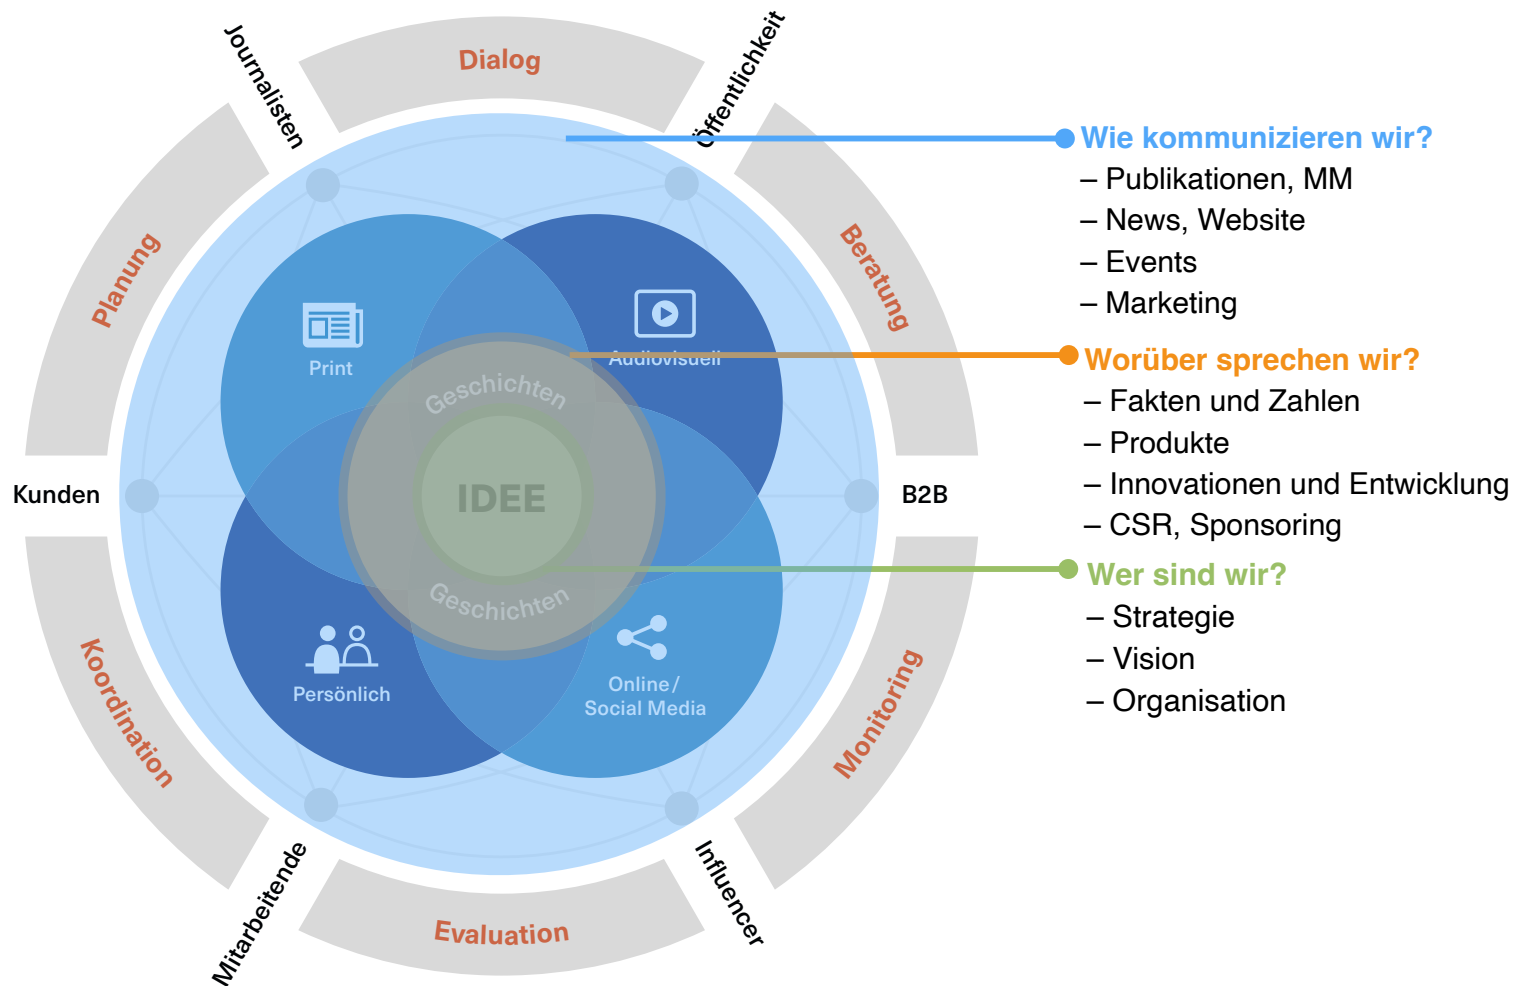 Dialog
Journalisten
Öffentlichkeit
Planung
Beratung
Kunden
B2B
Koordination
Monitoring
Mitarbeitende
Influencer
Evaluation
Print
Audiovisuell
Geschichten
IDEE
Geschichten
Persönlich
Online/
Social Media
Wie kommunizieren wir?
– Publikationen, MM
– News, Website
– Events
– Marketing
Worüber sprechen wir?
– Fakten und Zahlen
– Produkte
– Innovationen und Entwicklung
– CSR, Sponsoring
Wer sind wir?
– Strategie
– Vision
– Organisation